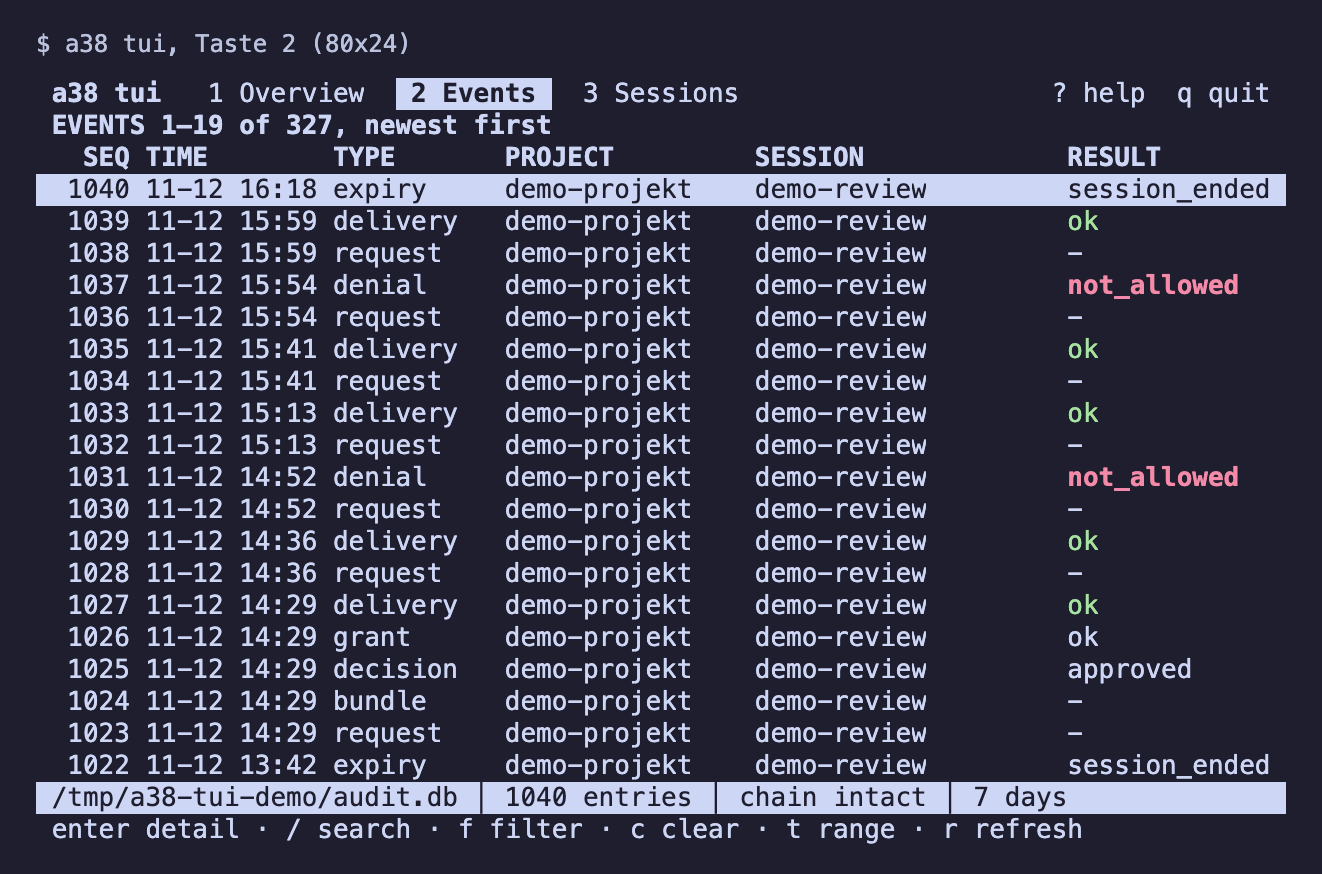 $ a38 tui, Taste 2 (80x24)
a38 tui 1 Overview 2 Events 3 Sessions ? help q quit
EVENTS 1–19 of 327, newest first
SEQ TIME TYPE PROJECT SESSION RESULT
1040 11-12 16:18 expiry demo-projekt demo-review session_ended
1039 11-12 15:59 delivery demo-projekt demo-review ok
1038 11-12 15:59 request demo-projekt demo-review -
1037 11-12 15:54 denial demo-projekt demo-review not_allowed
1036 11-12 15:54 request demo-projekt demo-review -
1035 11-12 15:41 delivery demo-projekt demo-review ok
1034 11-12 15:41 request demo-projekt demo-review -
1033 11-12 15:13 delivery demo-projekt demo-review ok
1032 11-12 15:13 request demo-projekt demo-review -
1031 11-12 14:52 denial demo-projekt demo-review not_allowed
1030 11-12 14:52 request demo-projekt demo-review -
1029 11-12 14:36 delivery demo-projekt demo-review ok
1028 11-12 14:36 request demo-projekt demo-review -
1027 11-12 14:29 delivery demo-projekt demo-review ok
1026 11-12 14:29 grant demo-projekt demo-review ok
1025 11-12 14:29 decision demo-projekt demo-review approved
1024 11-12 14:29 bundle demo-projekt demo-review -
1023 11-12 14:29 request demo-projekt demo-review -
1022 11-12 13:42 expiry demo-projekt demo-review session_ended
/tmp/a38-tui-demo/audit.db │ 1040 entries │ chain intact │ 7 days
enter detail · / search · f filter · c clear · t range · r refresh